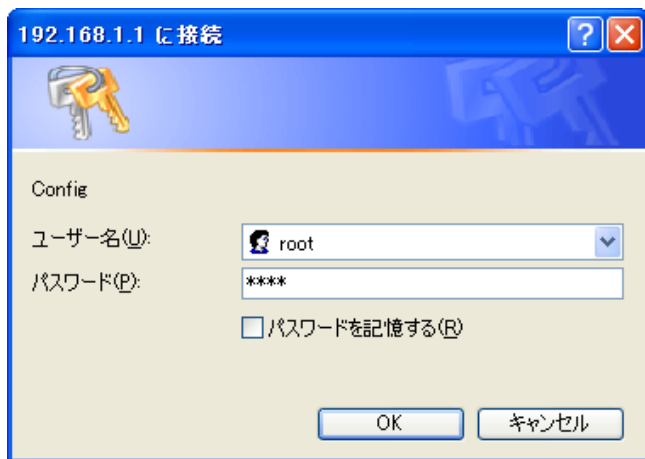 192.168.1.1 に接続
Config
ユーザー名(U):
root
パスワード(P):
****
パスワードを記憶する(R)
OK
キャンセル